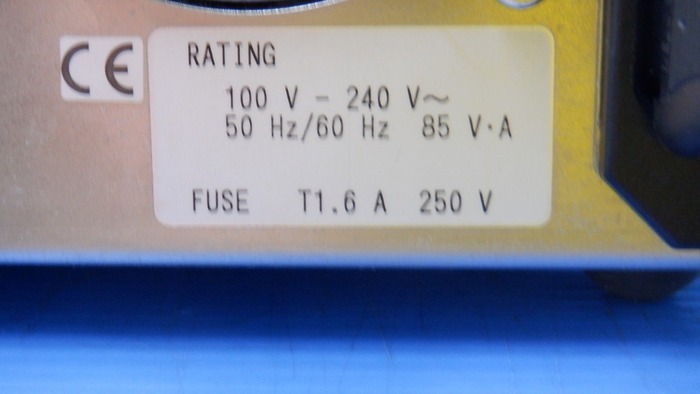 CE
RATING
100 V - 240 V~
50 Hz/60 Hz 85 V·A
FUSE T1.6 A 250 V